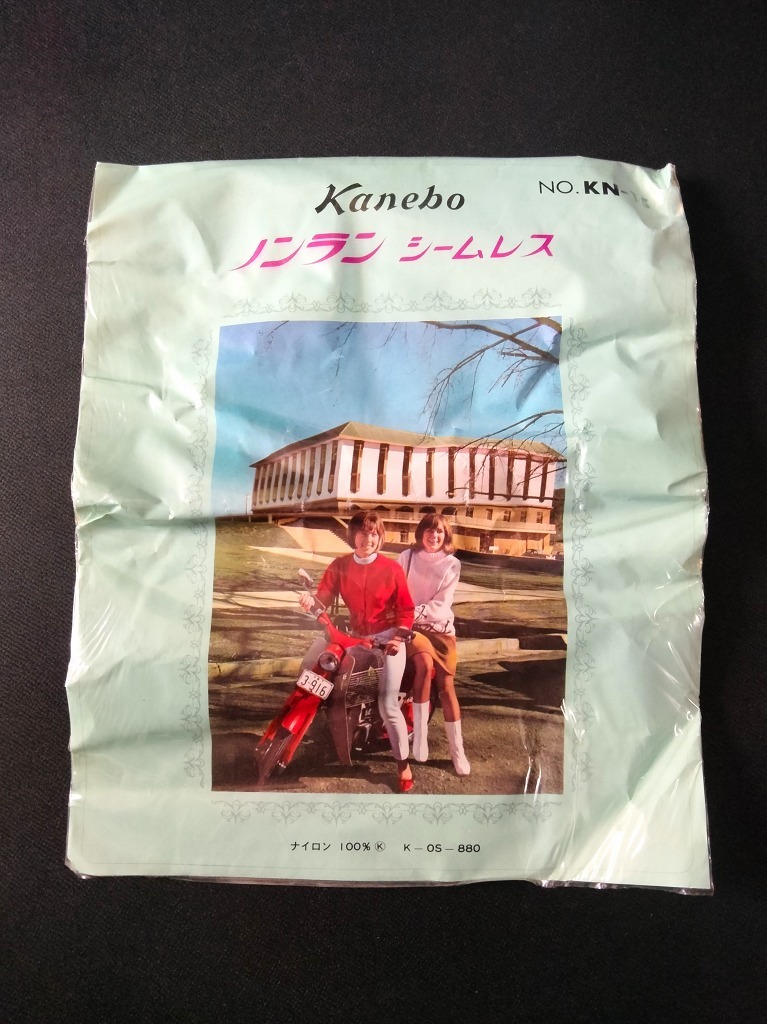 Kanebo
NO. KN-
ノンラン シームレス
3-916
ナイロン 100% Ⓚ K-OS-880